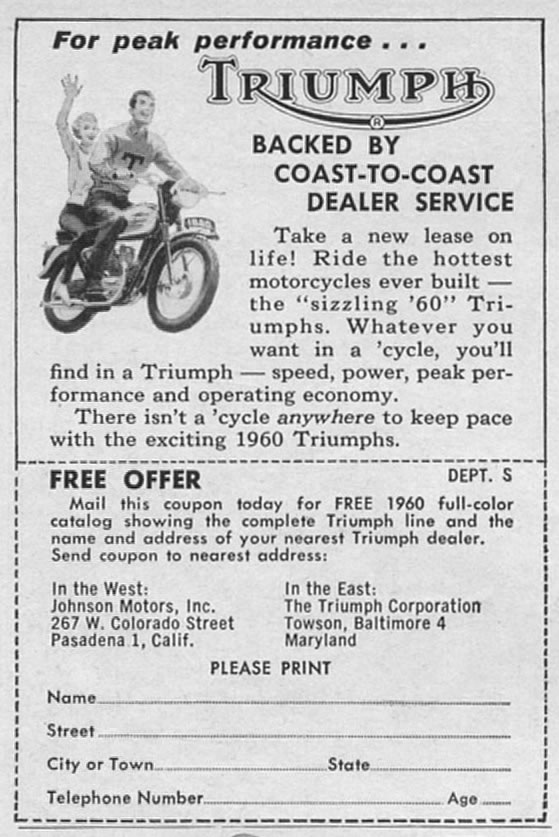 For peak performance . . .
TRIUMPH
®
BACKED BY
COAST-TO-COAST
DEALER SERVICE
Take a new lease on
life! Ride the hottest
motorcycles ever built —
the “sizzling ’60” Tri-
umphs. Whatever you
want in a ’cycle, you’ll
find in a Triumph — speed, power, peak per-
formance and operating economy.
There isn’t a ’cycle anywhere to keep pace
with the exciting 1960 Triumphs.
T
1960
FREE OFFER
DEPT. S
Mail this coupon today for FREE 1960 full-color
catalog showing the complete Triumph line and the
name and address of your nearest Triumph dealer.
Send coupon to nearest address:
In the West:
Johnson Motors, Inc.
267 W. Colorado Street
Pasadena 1, Calif.
In the East:
The Triumph Corporation
Towson, Baltimore 4
Maryland
PLEASE PRINT
Name
Street
City or Town State
Telephone Number Age